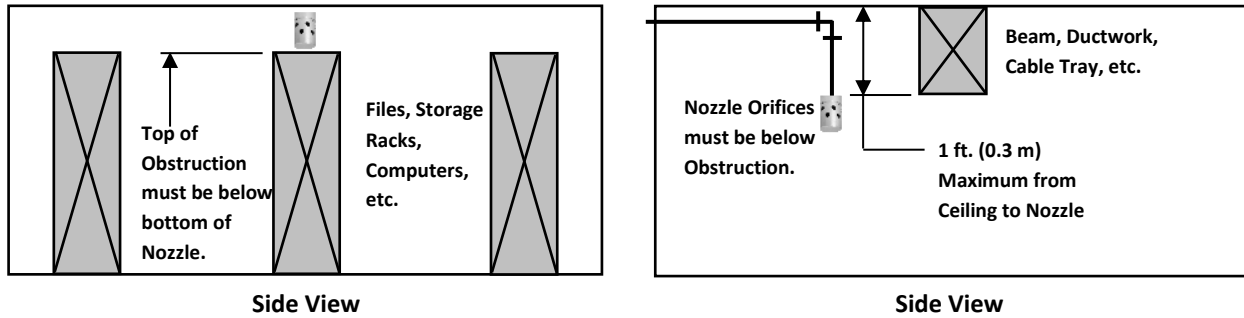 Top of
Obstruction
must be below
bottom of
Nozzle.
Files, Storage
Racks,
Computers,
etc.
Side View
Nozzle Orifices
must be below
Obstruction.
Beam, Ductwork,
Cable Tray, etc.
1 ft. (0.3 m)
Maximum from
Ceiling to Nozzle
Side View